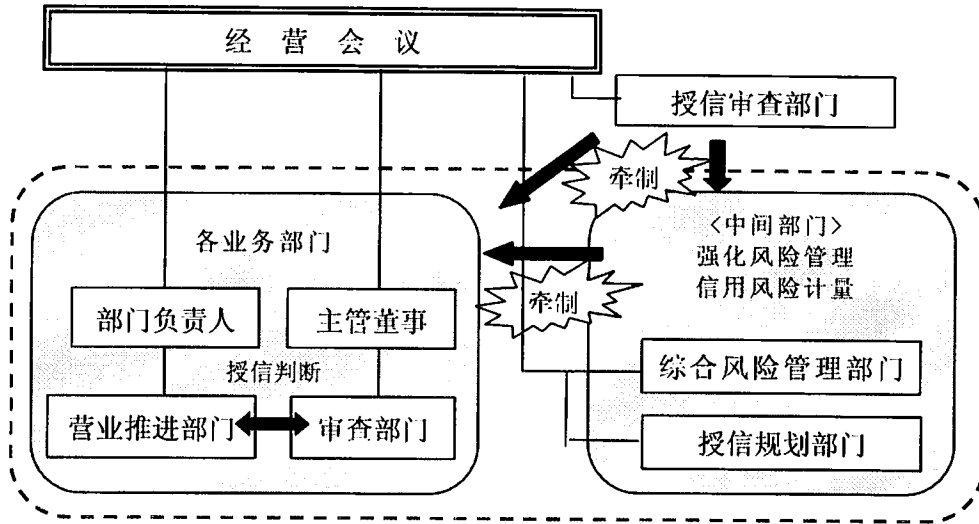 经营会议
授信审查部门
牵制
〈中间部门〉
强化风险管理
信用风险计量
各业务部门
牵制
部门负责人
主管董事
授信判断
综合风险管理部门
营业推进部门
审查部门
授信规划部门